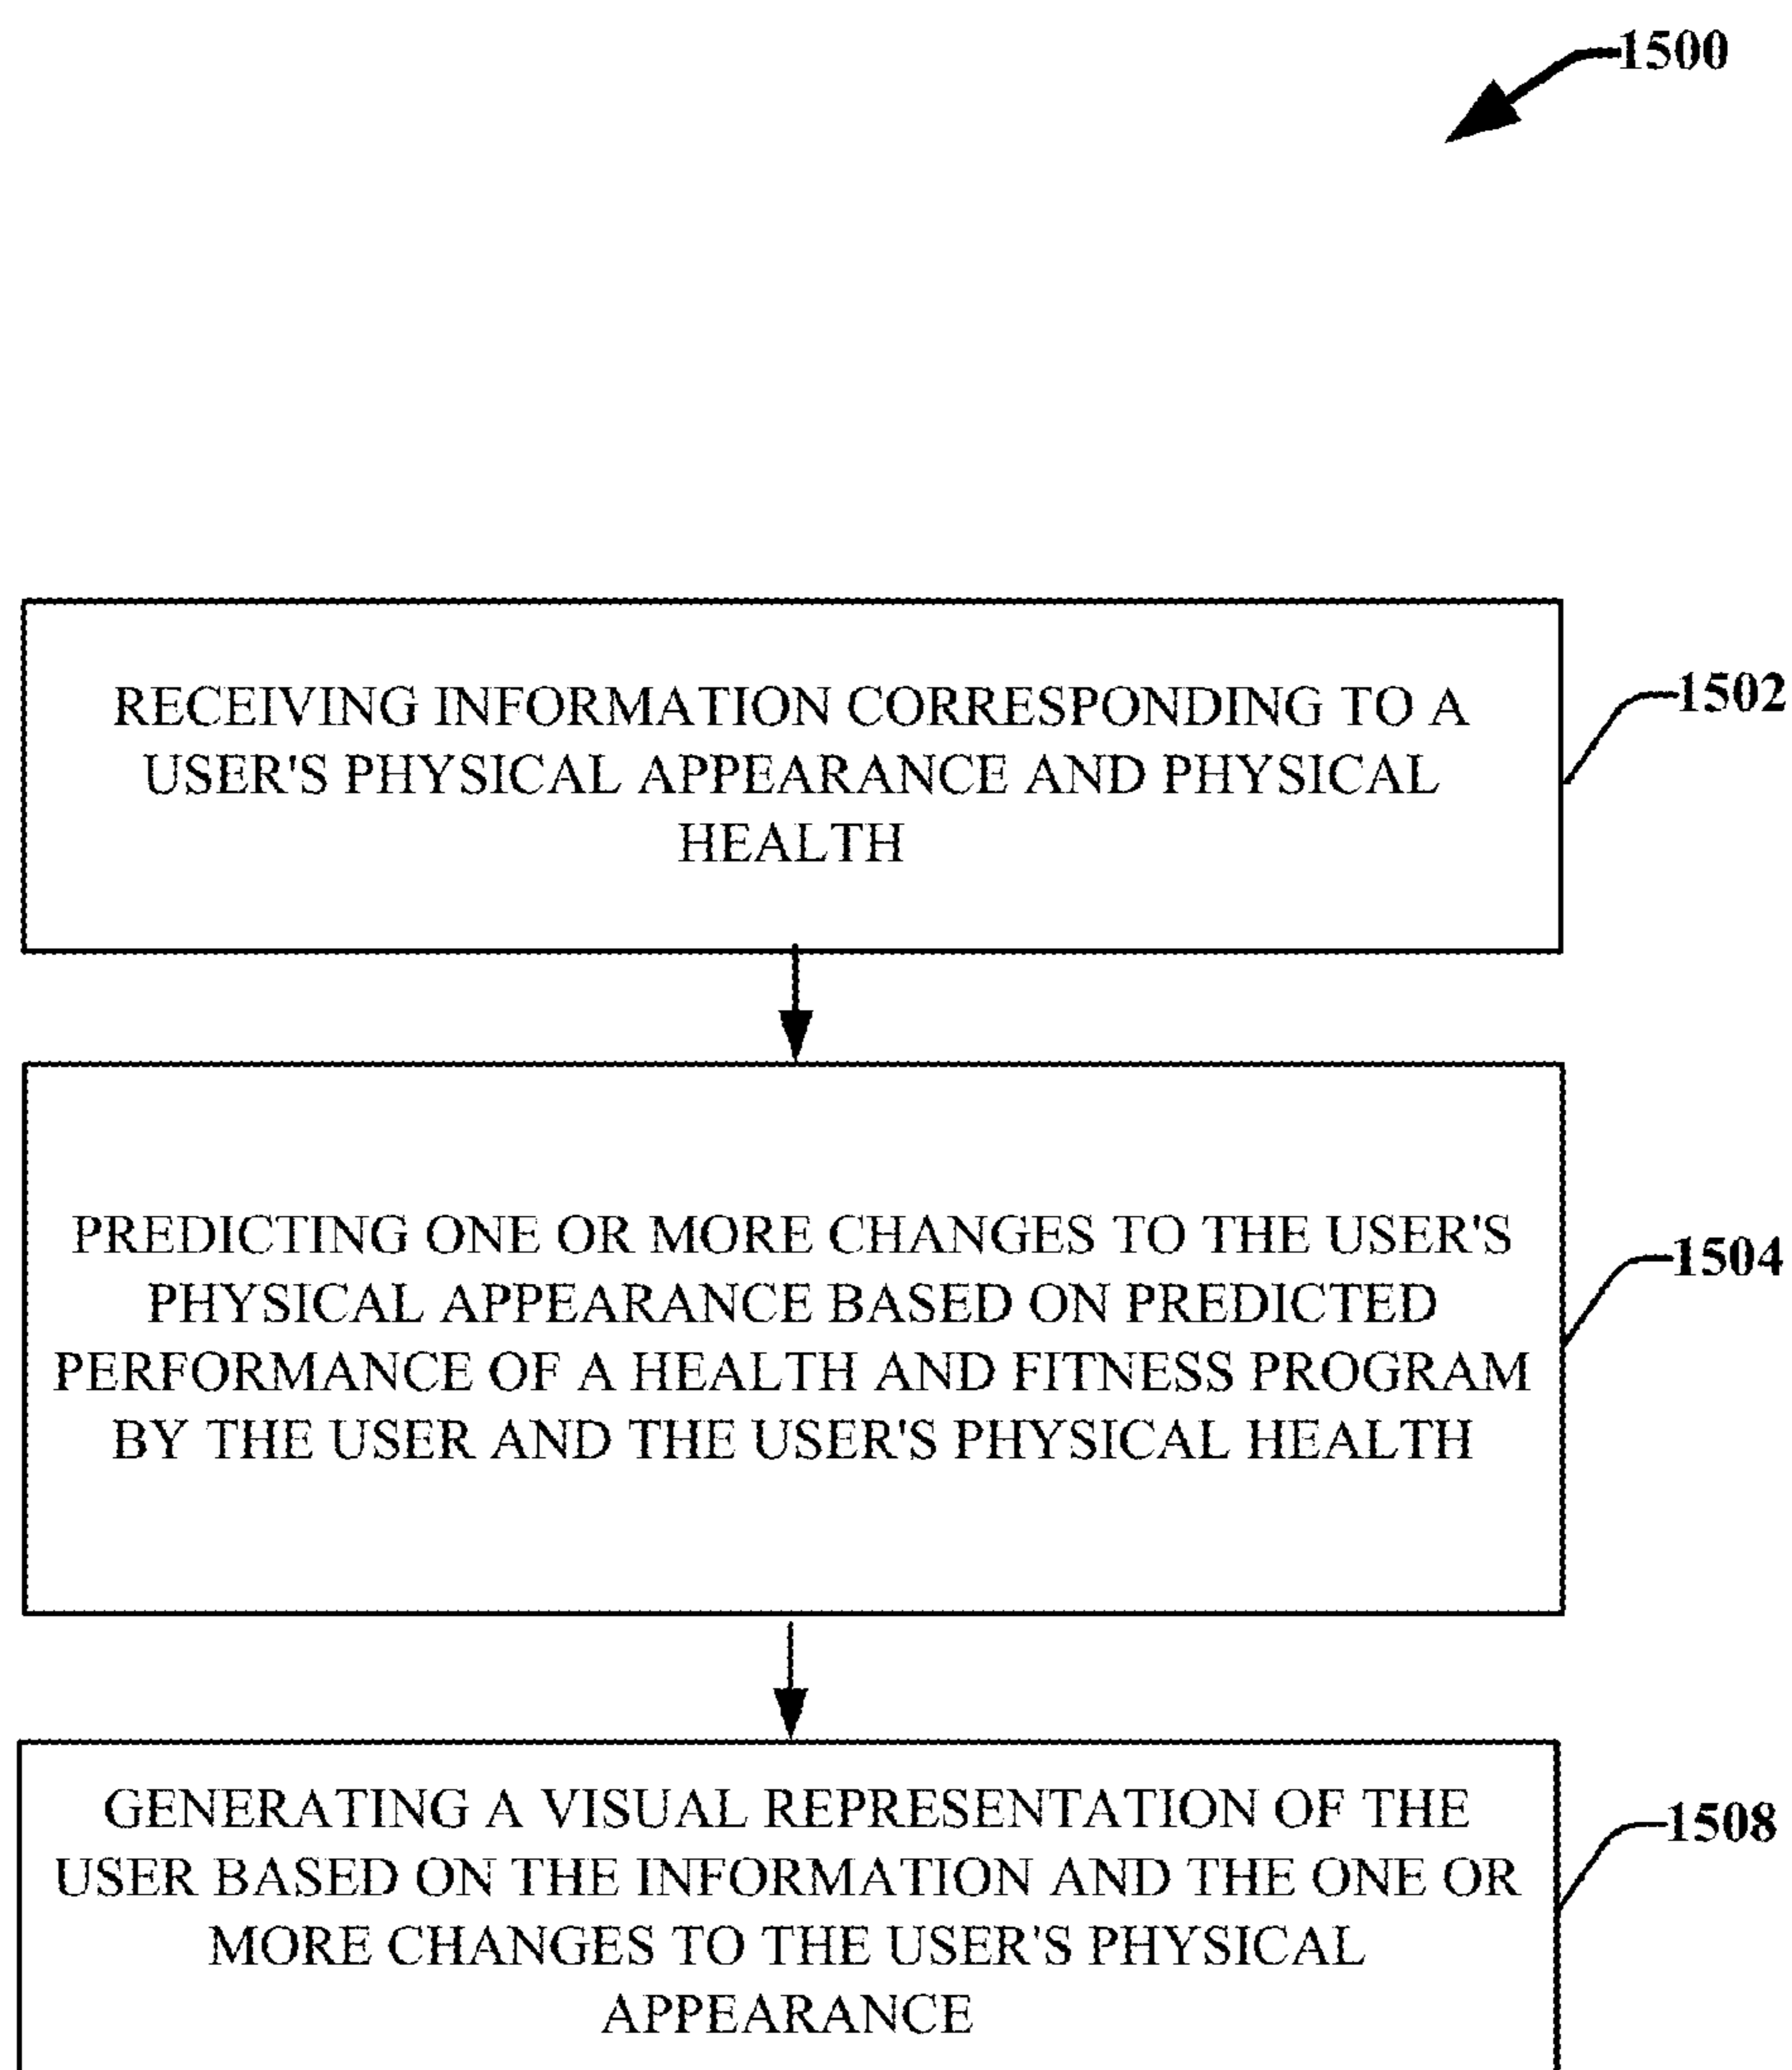 1500
RECEIVING INFORMATION CORRESPONDING TO A
USER'S PHYSICAL APPEARANCE AND PHYSICAL
HEALTH
1502
PREDICTING ONE OR MORE CHANGES TO THE USER'S
PHYSICAL APPEARANCE BASED ON PREDICTED
PERFORMANCE OF A HEALTH AND FITNESS PROGRAM
BY THE USER AND THE USER'S PHYSICAL HEALTH
1504
GENERATING A VISUAL REPRESENTATION OF THE
USER BASED ON THE INFORMATION AND THE ONE OR
MORE CHANGES TO THE USER'S PHYSICAL
APPEARANCE
1508